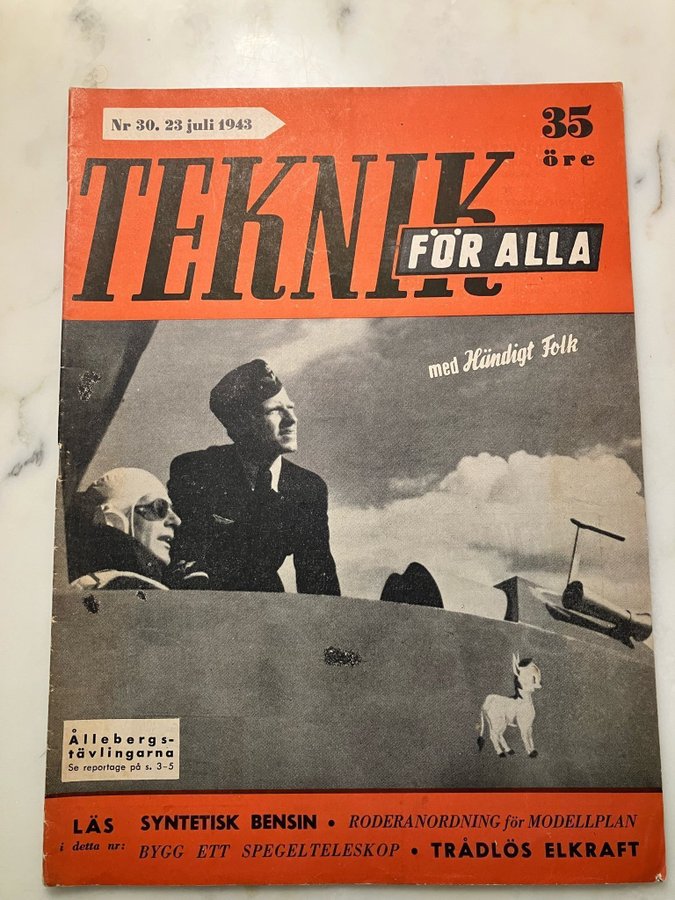 Nr 30. 23 juli 1943
35
öre
TEKNIK
FÖR ALLA
med Händigt Folk
Ållebergs-
tävlingarna
Se reportage på s. 3-5
LÄS SYNTETISK BENSIN • RODERANORDNING för MODELLPLAN
i detta nr: BYGG ETT SPEGELTELESKOP • TRÅDLÖS ELKRAFT